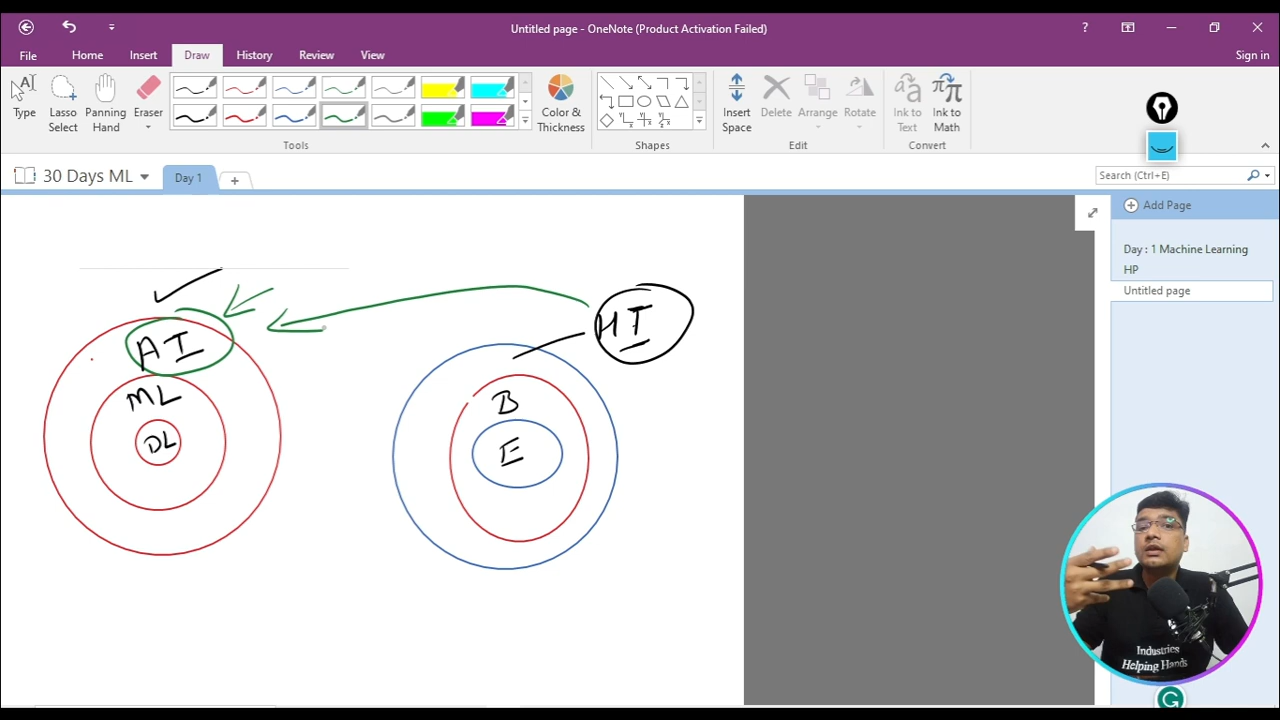 Untitled page - OneNote (Product Activation Failed)
?
File Home Insert Draw History Review View
Sign in
Type
Lasso Select
Panning Hand
Eraser
Color & Thickness
Insert Space
Delete
Arrange
Rotate
Ink to Text
Ink to Math
Tools
Shapes
Edit
Convert
30 Days ML
Day 1
Search (Ctrl+E)
Add Page
Day : 1 Machine Learning
HP
Untitled page
AI
ML
DL
HI
B
E
Industries
Helping Hands